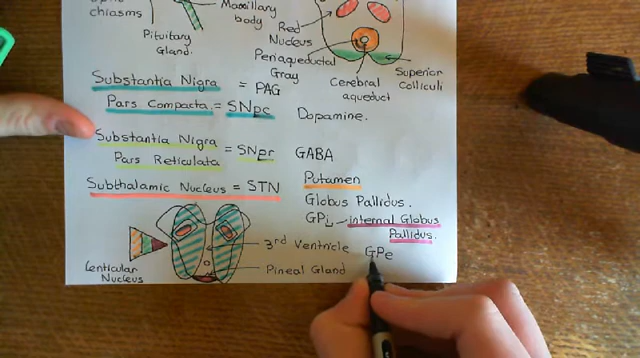 chiasms
Mamillary
body
Pituitary
Gland.
Red
Nucleus
Periaqueductal
Gray
Cerebral
aqueduct
Superior
Colliculi
Substantia Nigra = PAG
Pars Compacta = SNpc Dopamine.
Substantia Nigra
Pars Reticulata = SNpr GABA
Subthalamic Nucleus = STN
Putamen
Globus Pallidus.
GPi - internal Globus
Pallidus.
GPe
3rd Ventricle
Pineal Gland
Lenticular
Nucleus